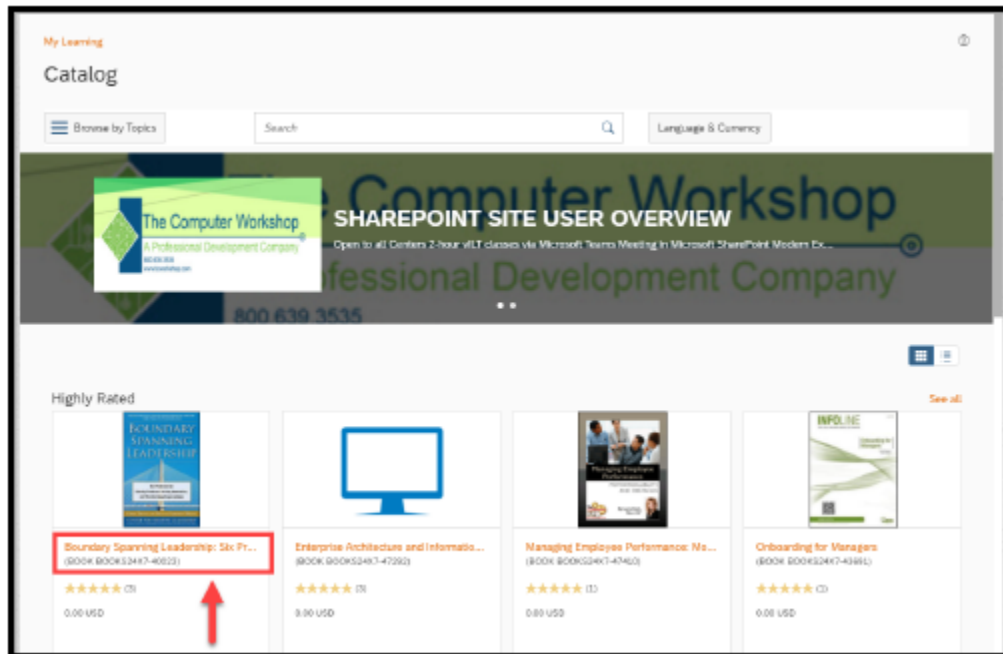 My Learning
Catalog
Browse by Topics
Search
Language & Currency
The Computer Workshop
Professional Development Company
800 639 3535
The Computer Workshop
A Professional Development Company
800 639 3535
SHAREPOINT SITE USER OVERVIEW
Open to all Centers 2-hour vILT classes via Microsoft Teams Meeting in Microsoft SharePoint Modern Ex...
Highly Rated
See all
BOUNDARY
SPANNING
LEADERSHIP
Managing Employee
Performance
INFOLINE
Onboarding for
Managers
Boundary Spanning Leadership: Six Pr...
(BOOK BOOKS24X7-40023)
(3)
0.00 USD
Enterprise Architecture and Informatio...
(BOOK BOOKS24X7-47292)
(3)
0.00 USD
Managing Employee Performance: Mo...
(BOOK BOOKS24X7-47410)
(1)
0.00 USD
Onboarding for Managers
(BOOK BOOKS24X7-43691)
(1)
0.00 USD